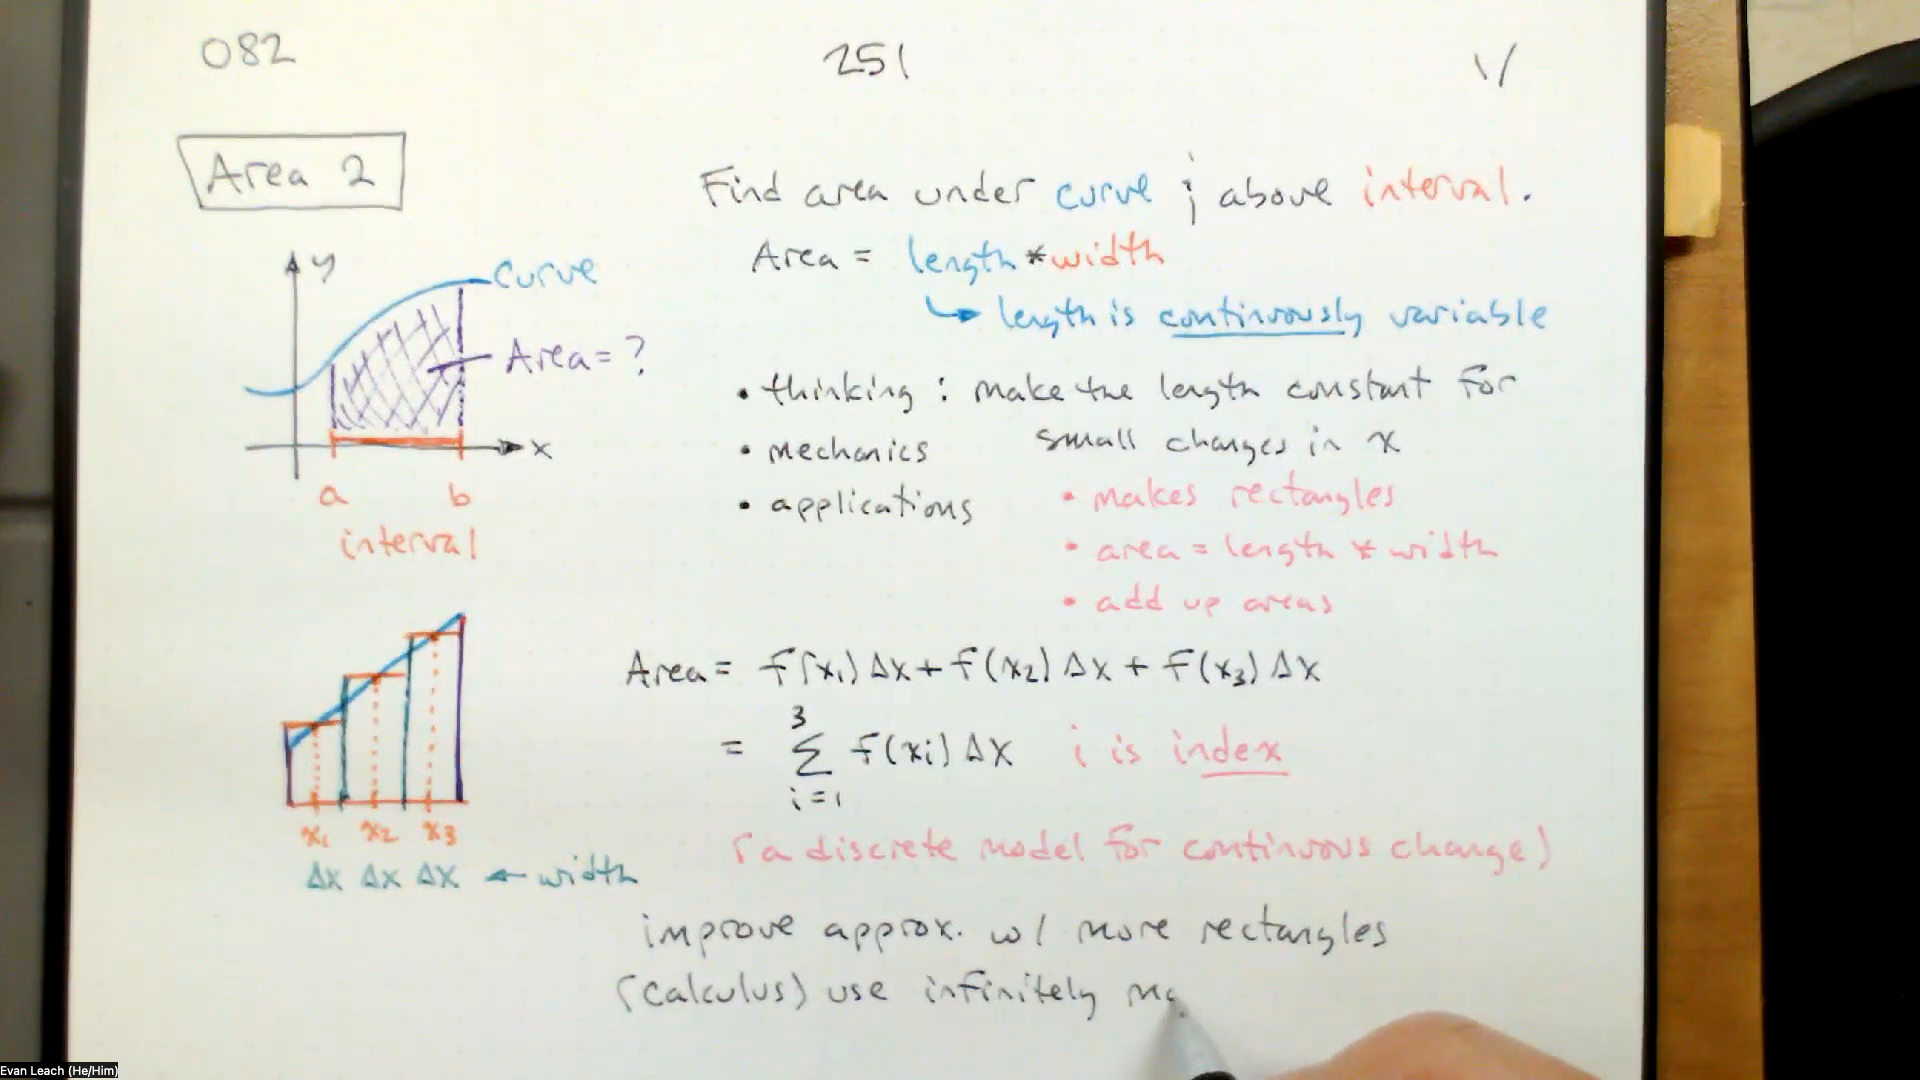 082
251
1/
Area 2
Find area under curve & above interval.
Area = length * width
↳ length is continuously variable
y
curve
Area = ?
x
a b
interval
• thinking : make the length constant for
small changes in x
• mechanics
• applications
• makes rectangles
• area = length * width
• add up areas
Area = f(x₁) Δx + f(x₂) Δx + f(x₃) Δx
= 3 Σ i=1 f(xi) Δx i is index
(a discrete model for continuous change)
x₁ x₂ x₃
Δx Δx Δx ← width
improve approx. w/ more rectangles
(calculus) use infinitely ma
Evan Leach (He/Him)